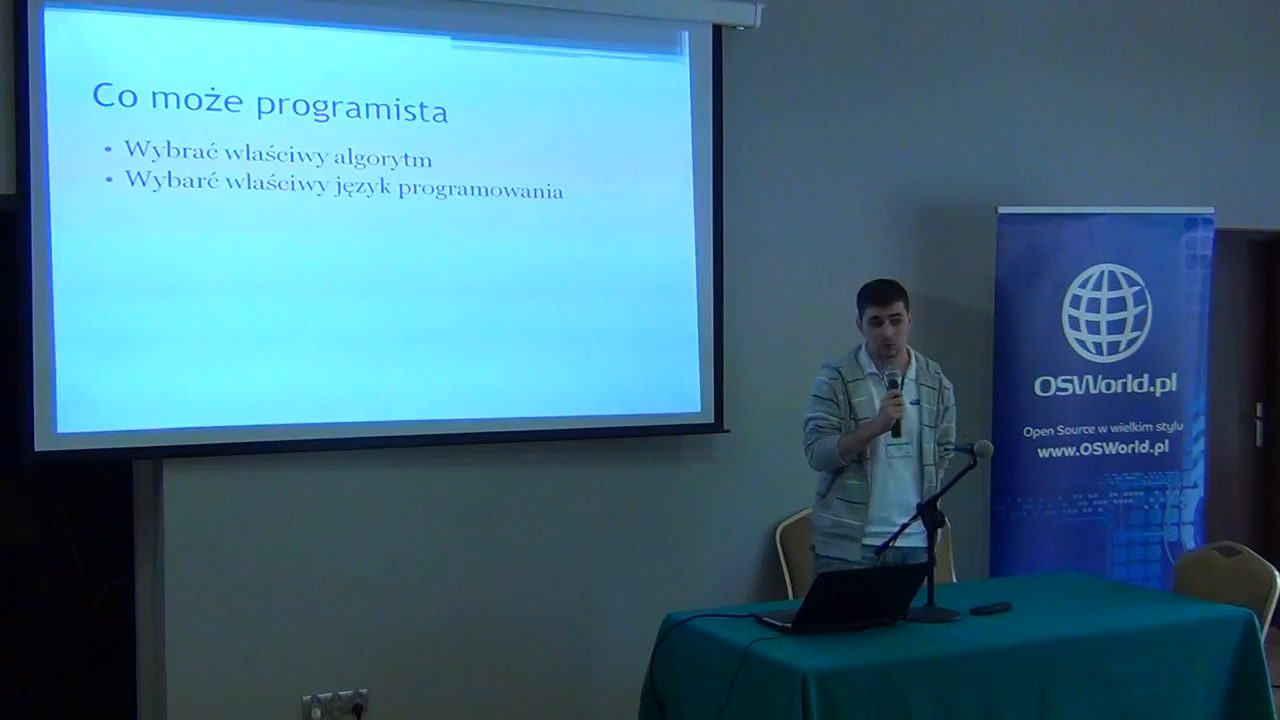 Co może programista
• Wybrać właściwy algorytm
• Wybarć właściwy język programowania
OSWorld.pl
Open Source w wielkim stylu
www.OSWorld.pl